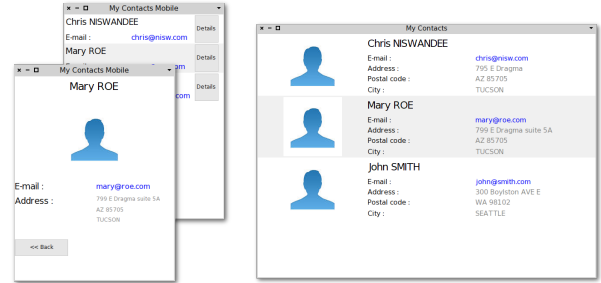 My Contacts Mobile
Chris NISWANDEE
Details
E-mail : chris@nisw.com
Mary ROE
Details
com
Details
My Contacts Mobile
Mary ROE
E-mail : mary@roe.com
Address : 799 E Dragma suite 5A
AZ 85705
TUCSON
<< Back
My Contacts
Chris NISWANDEE
E-mail : chris@nisw.com
Address : 795 E Dragma
Postal code : AZ 85705
City : TUCSON
Mary ROE
E-mail : mary@roe.com
Address : 799 E Dragma suite 5A
Postal code : AZ 85705
City : TUCSON
John SMITH
E-mail : john@smith.com
Address : 300 Boylston AVE E
Postal code : WA 98102
City : SEATTLE